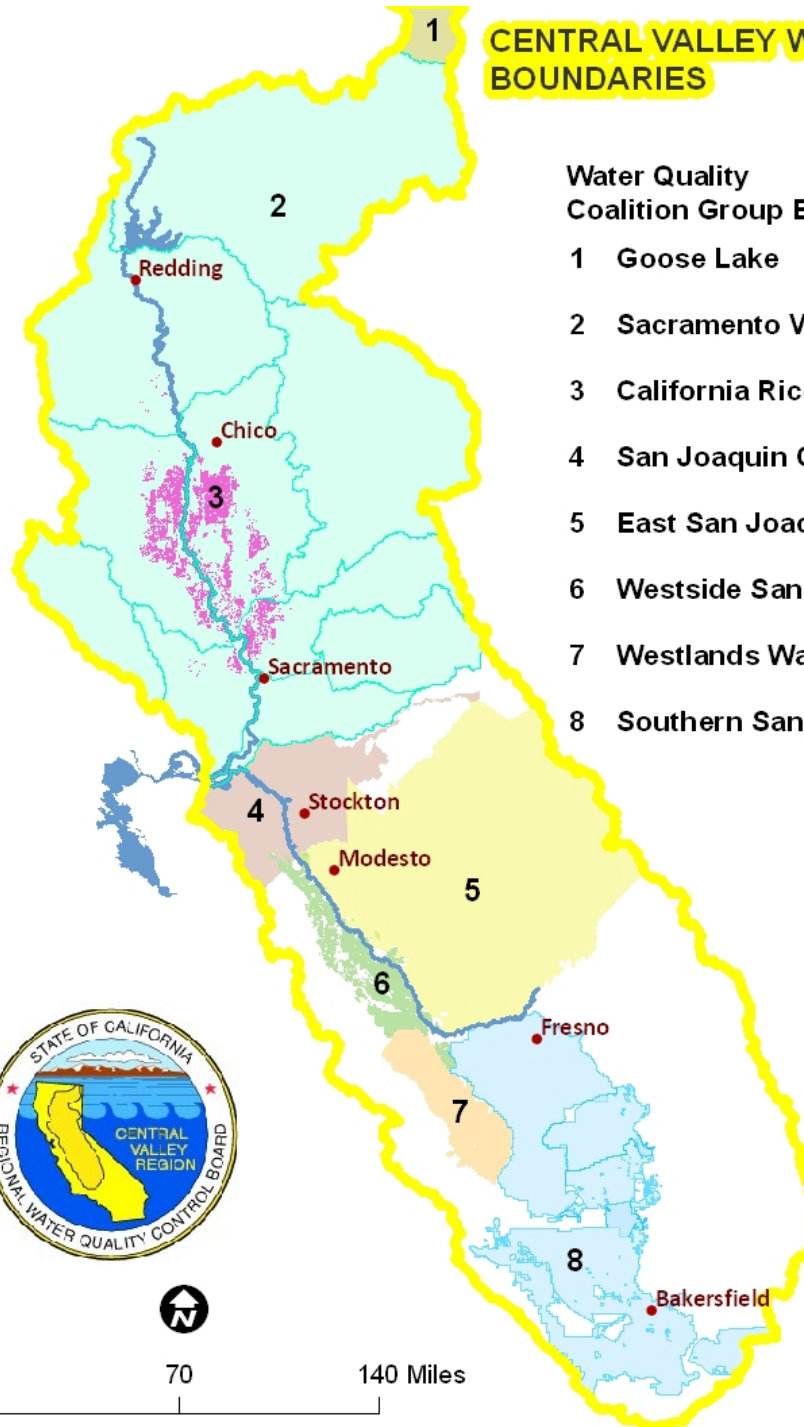 1
CENTRAL VALLEY W
BOUNDARIES
Water Quality
Coalition Group B
1 Goose Lake
2 Sacramento V
3 California Rice
4 San Joaquin C
5 East San Joaq
6 Westside San
7 Westlands Wa
8 Southern San
2
Redding
Chico
3
Sacramento
4
Stockton
Modesto
5
6
Fresno
7
8
Bakersfield
STATE OF CALIFORNIA
CENTRAL
VALLEY
REGION
REGIONAL WATER QUALITY CONTROL BOARD
N
70 140 Miles